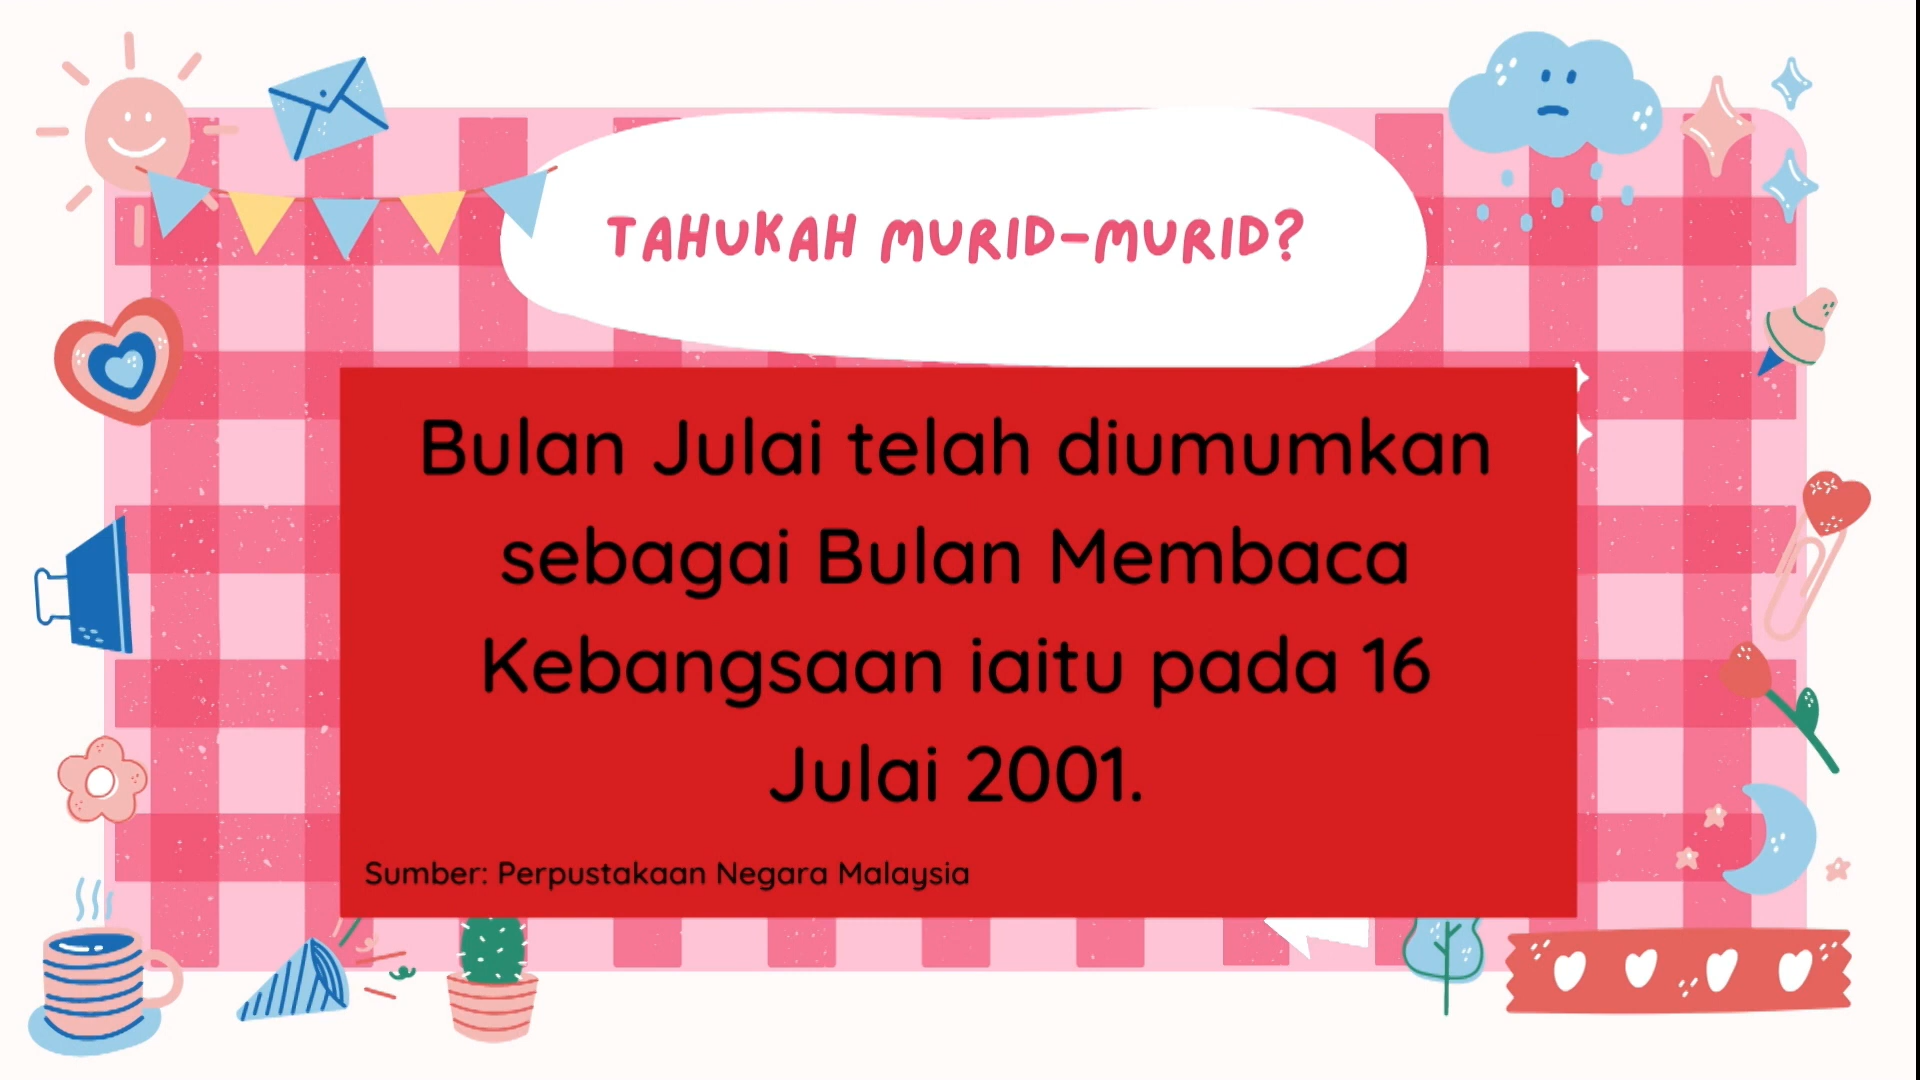 TAHUKAH MURID-MURID?
Bulan Julai telah diumumkan
sebagai Bulan Membaca
Kebangsaan iaitu pada 16
Julai 2001.
Sumber: Perpustakaan Negara Malaysia